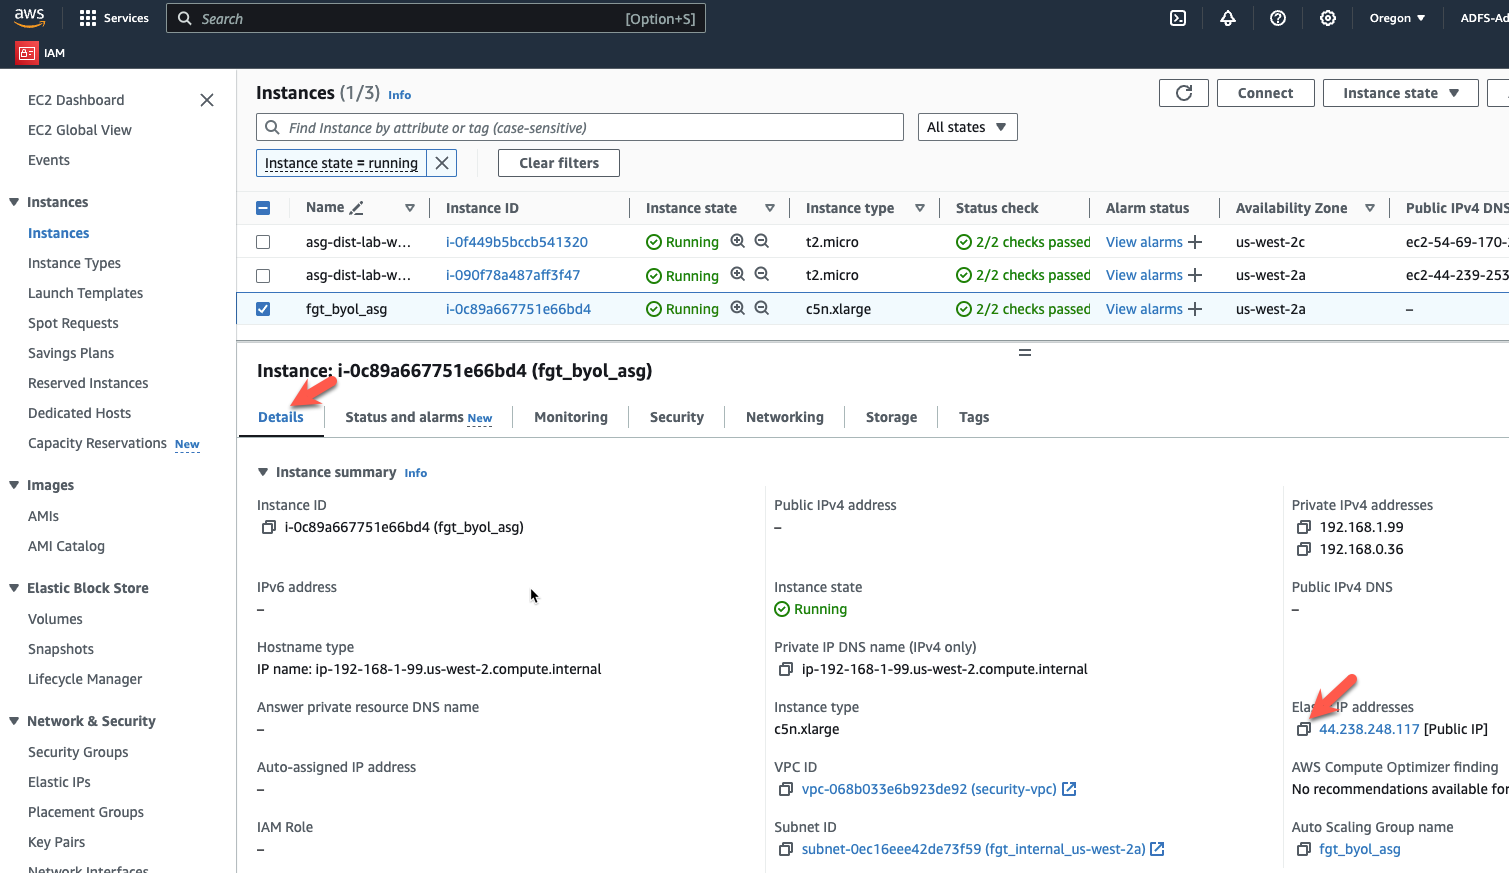 aws Services Search [Option+S] Oregon ADFS-Ad
IAM
EC2 Dashboard
EC2 Global View
Events
Instances
Instances
Instance Types
Launch Templates
Spot Requests
Savings Plans
Reserved Instances
Dedicated Hosts
Capacity Reservations New
Images
AMIs
AMI Catalog
Elastic Block Store
Volumes
Snapshots
Lifecycle Manager
Network & Security
Security Groups
Elastic IPs
Placement Groups
Key Pairs
Network Interfaces
Instances (1/3) Info Connect Instance state
Find Instance by attribute or tag (case-sensitive) All states
Instance state = running Clear filters
Name Instance ID Instance state Instance type Status check Alarm status Availability Zone Public IPv4 DNS
asg-dist-lab-w... i-0f449b5bccb541320 Running t2.micro 2/2 checks passed View alarms + us-west-2c ec2-54-69-170-
asg-dist-lab-w... i-090f78a487aff3f47 Running t2.micro 2/2 checks passed View alarms + us-west-2a ec2-44-239-253
fgt_byol_asg i-0c89a667751e66bd4 Running c5n.xlarge 2/2 checks passed View alarms + us-west-2a –
Instance: i-0c89a667751e66bd4 (fgt_byol_asg)
Details Status and alarms New Monitoring Security Networking Storage Tags
Instance summary Info
Instance ID
i-0c89a667751e66bd4 (fgt_byol_asg)
Public IPv4 address
–
Private IPv4 addresses
192.168.1.99
192.168.0.36
IPv6 address
–
Instance state
Running
Public IPv4 DNS
–
Hostname type
IP name: ip-192-168-1-99.us-west-2.compute.internal
Private IP DNS name (IPv4 only)
ip-192-168-1-99.us-west-2.compute.internal
Answer private resource DNS name
–
Instance type
c5n.xlarge
Elastic IP addresses
44.238.248.117 [Public IP]
Auto-assigned IP address
–
VPC ID
vpc-068b033e6b923de92 (security-vpc)
AWS Compute Optimizer finding
No recommendations available for
IAM Role
–
Subnet ID
subnet-0ec16eee42de73f59 (fgt_internal_us-west-2a)
Auto Scaling Group name
fgt_byol_asg